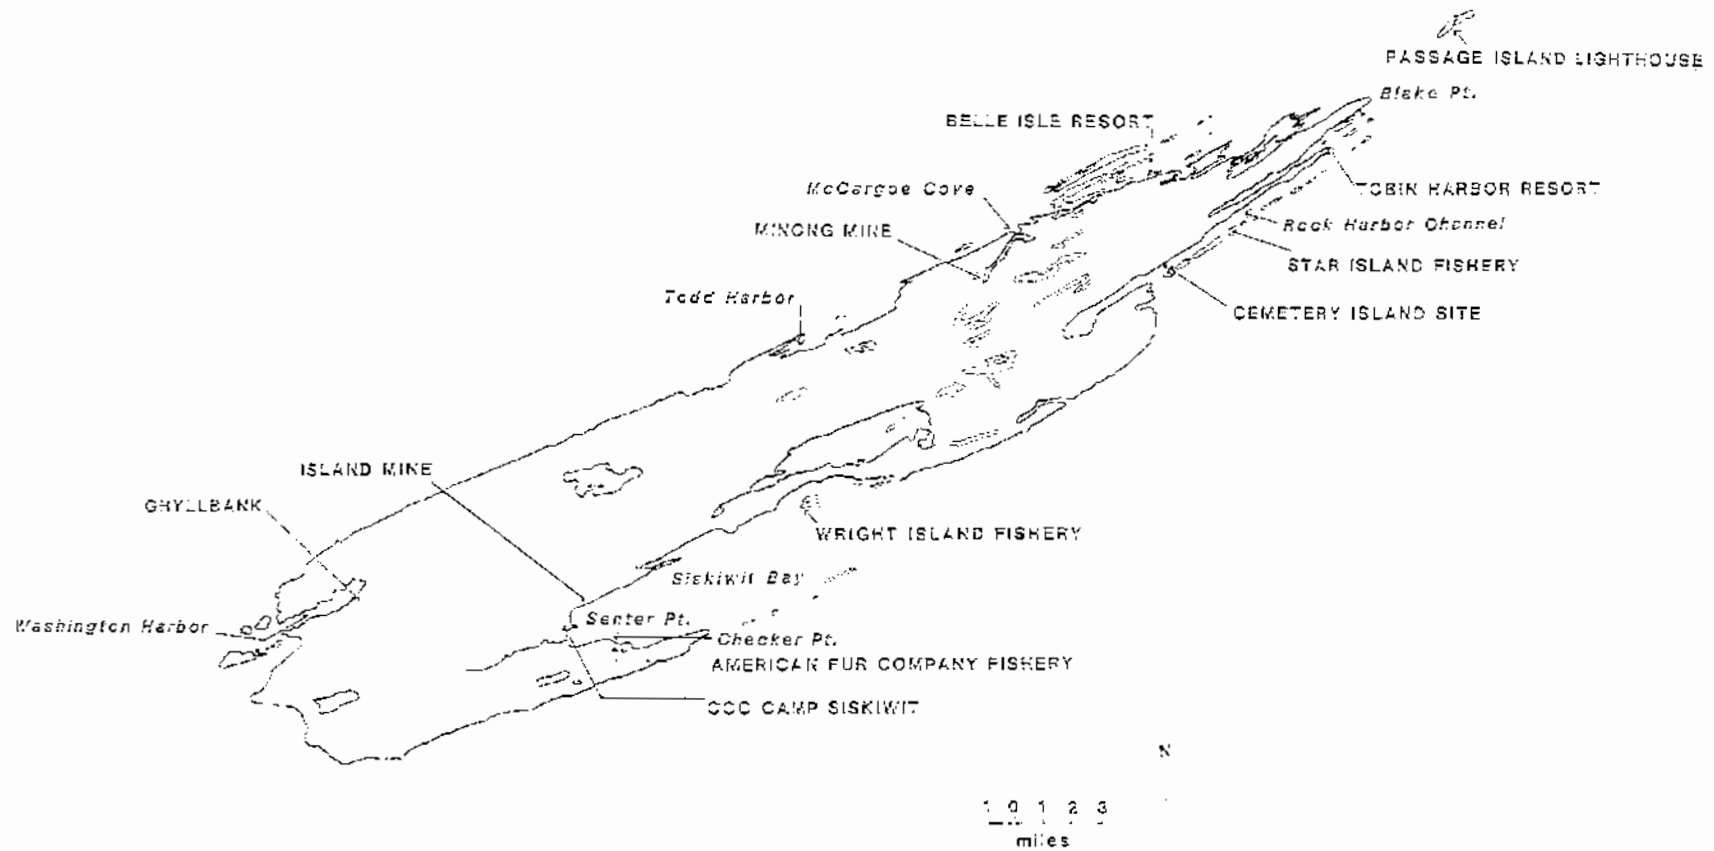 PASSAGE ISLAND LIGHTHOUSE
Blake Pt.
BELLE ISLE RESORT
McCargoe Cove
TOBIN HARBOR RESORT
MINONG MINE
Rock Harbor Channel
STAR ISLAND FISHERY
Todd Harbor
CEMETERY ISLAND SITE
ISLAND MINE
GHYLLBANK
WRIGHT ISLAND FISHERY
Siskiwit Bay
Senter Pt.
Washington Harbor
Checker Pt.
AMERICAN FUR COMPANY FISHERY
CCC CAMP SISKIWIT
N
1 0 1 2 3
miles